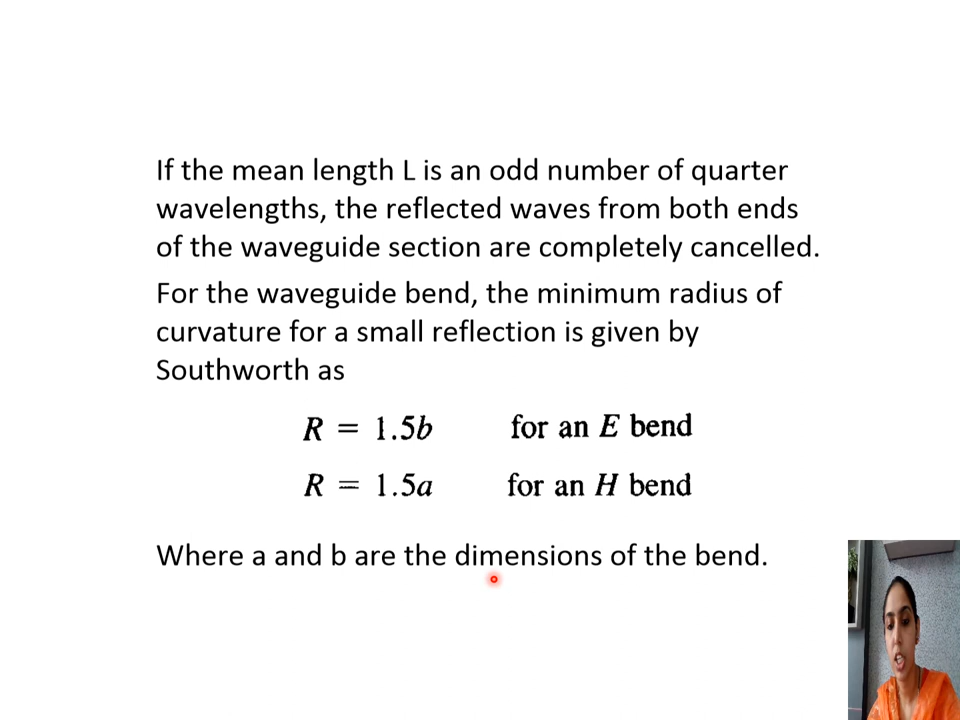 If the mean length L is an odd number of quarter
wavelengths, the reflected waves from both ends
of the waveguide section are completely cancelled.
For the waveguide bend, the minimum radius of
curvature for a small reflection is given by
Southworth as
R = 1.5b for an E bend
R = 1.5a for an H bend
Where a and b are the dimensions of the bend.